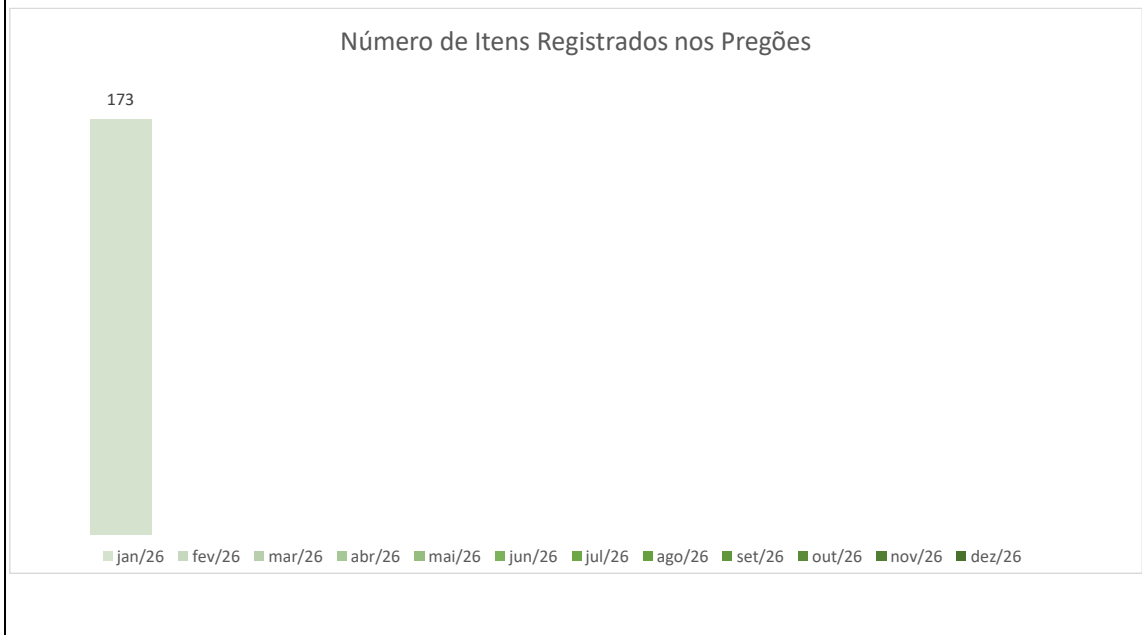 Número de Itens Registrados nos Pregões
173
jan/26 fev/26 mar/26 abr/26 mai/26 jun/26 jul/26 ago/26 set/26 out/26 nov/26 dez/26